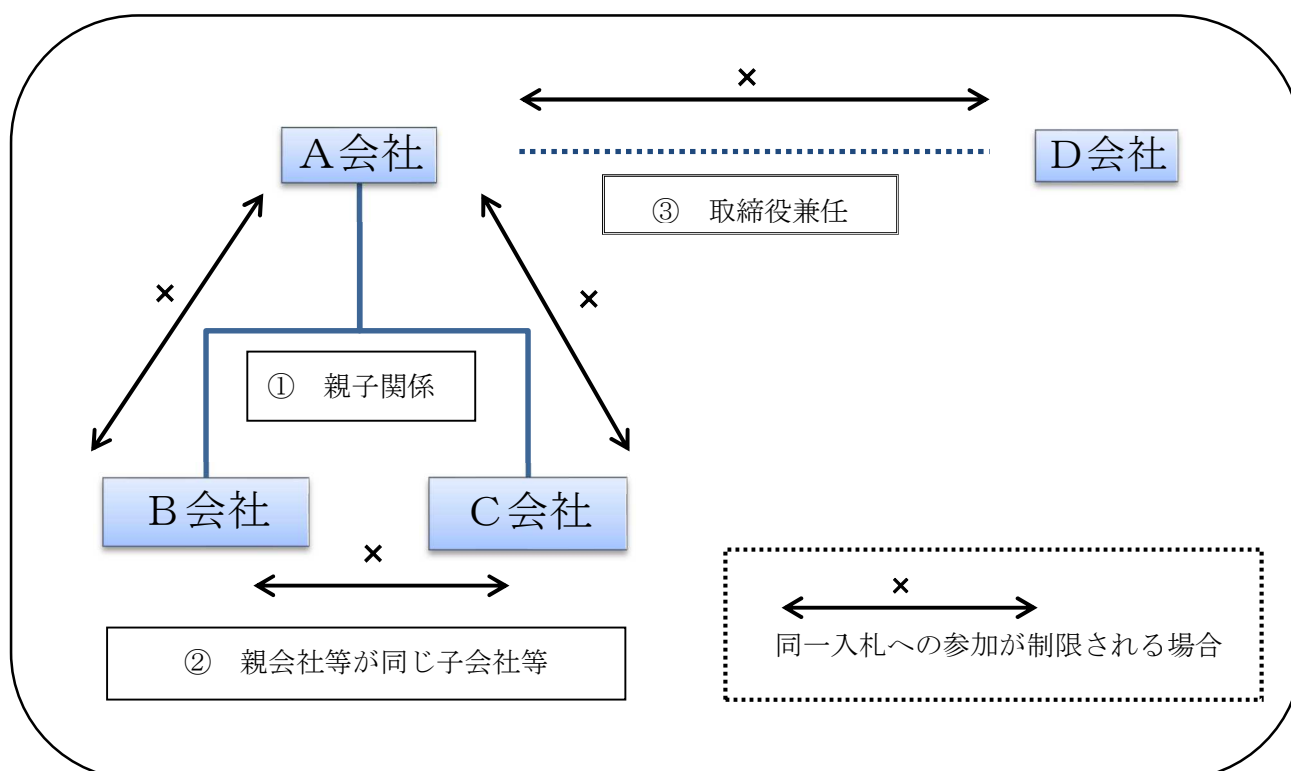 ×
Ａ会社
Ｄ会社
③　取締役兼任
×
×
①　親子関係
Ｂ会社
Ｃ会社
×
②　親会社等が同じ子会社等
×
同一入札への参加が制限される場合